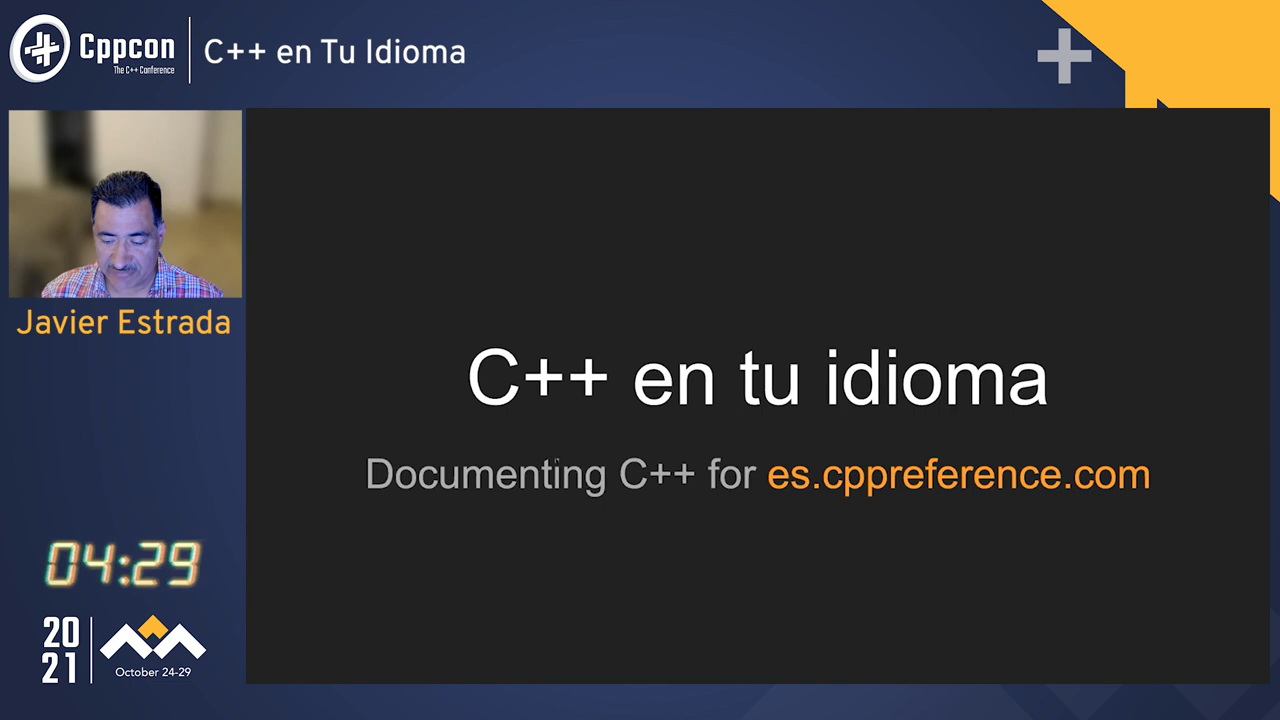 Cppcon
The C++ Conference
C++ en Tu Idioma
Javier Estrada
C++ en tu idioma
Documenting C++ for es.cppreference.com
04:29
20
21
October 24-29